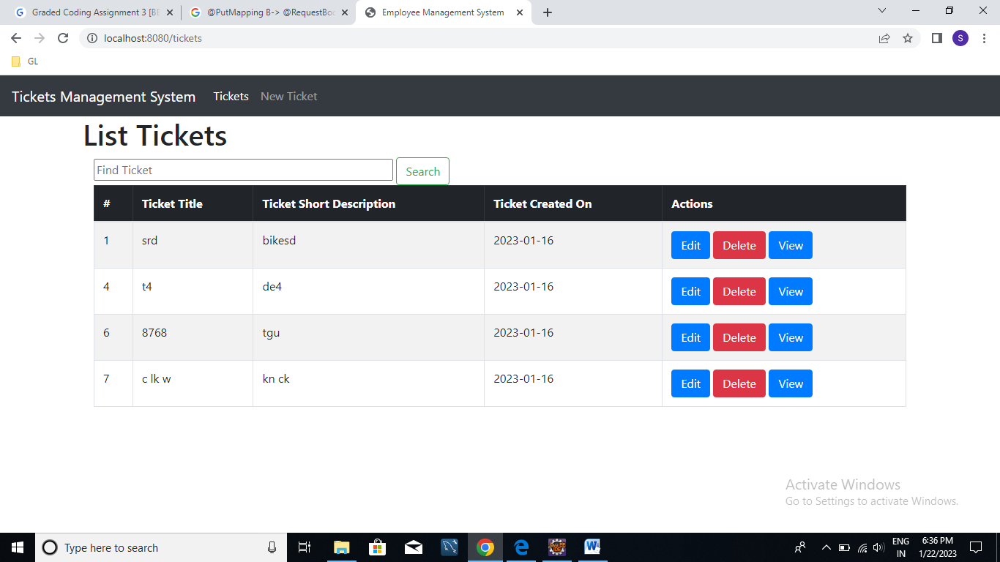 Graded Coding Assignment 3 [BE
@PutMapping B-> @RequestBoc
Employee Management System
localhost:8080/tickets
S
GL
Tickets Management System Tickets New Ticket
List Tickets
Find Ticket Search
# Ticket Title Ticket Short Description Ticket Created On Actions
1 srd bikesd 2023-01-16 Edit Delete View
4 t4 de4 2023-01-16 Edit Delete View
6 8768 tgu 2023-01-16 Edit Delete View
7 c lk w kn ck 2023-01-16 Edit Delete View
Activate Windows
Go to Settings to activate Windows.
Type here to search
ENG
IN
6:36 PM
1/22/2023